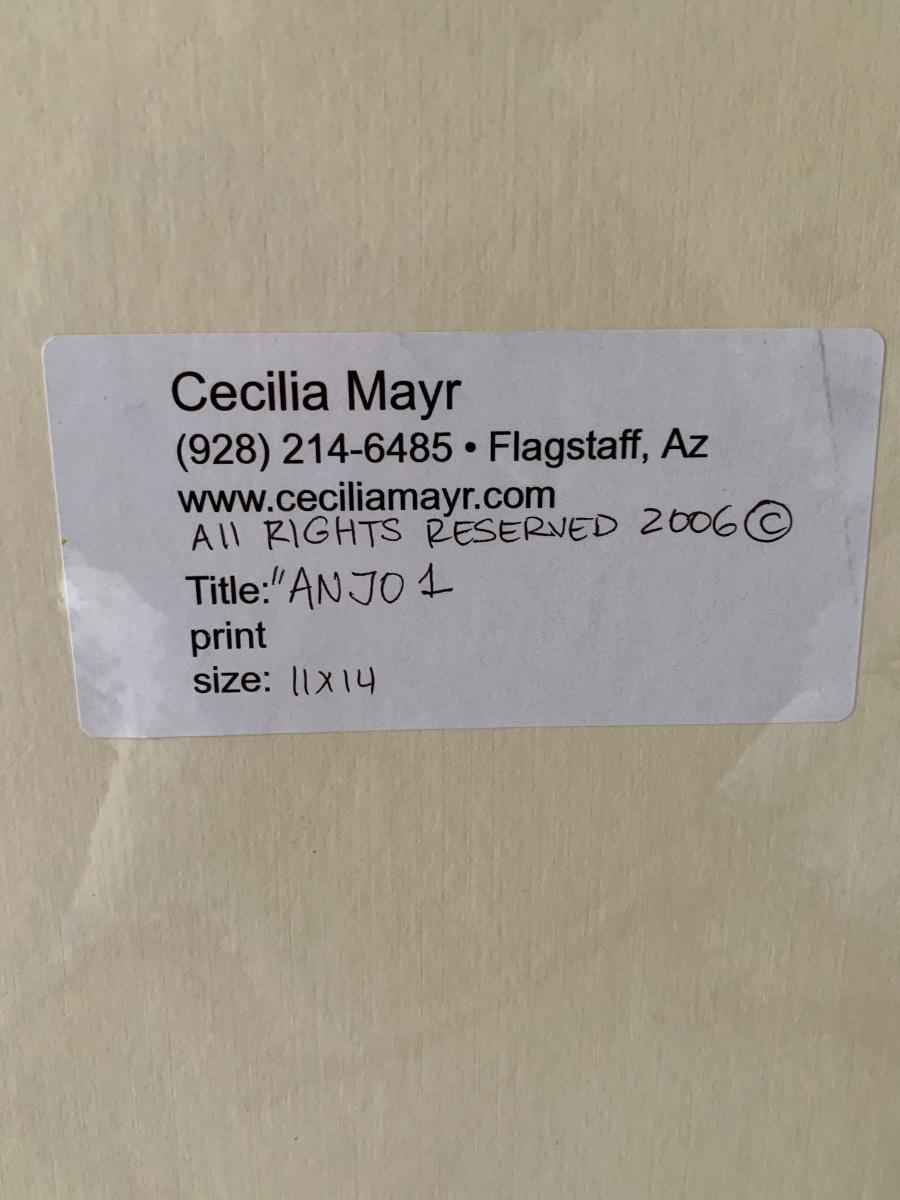 Cecilia Mayr
(928) 214-6485 • Flagstaff, Az
www.ceciliamayr.com
All RIGHTS RESERVED 2006 ©
Title: "ANJO 1
print
size: 11x14